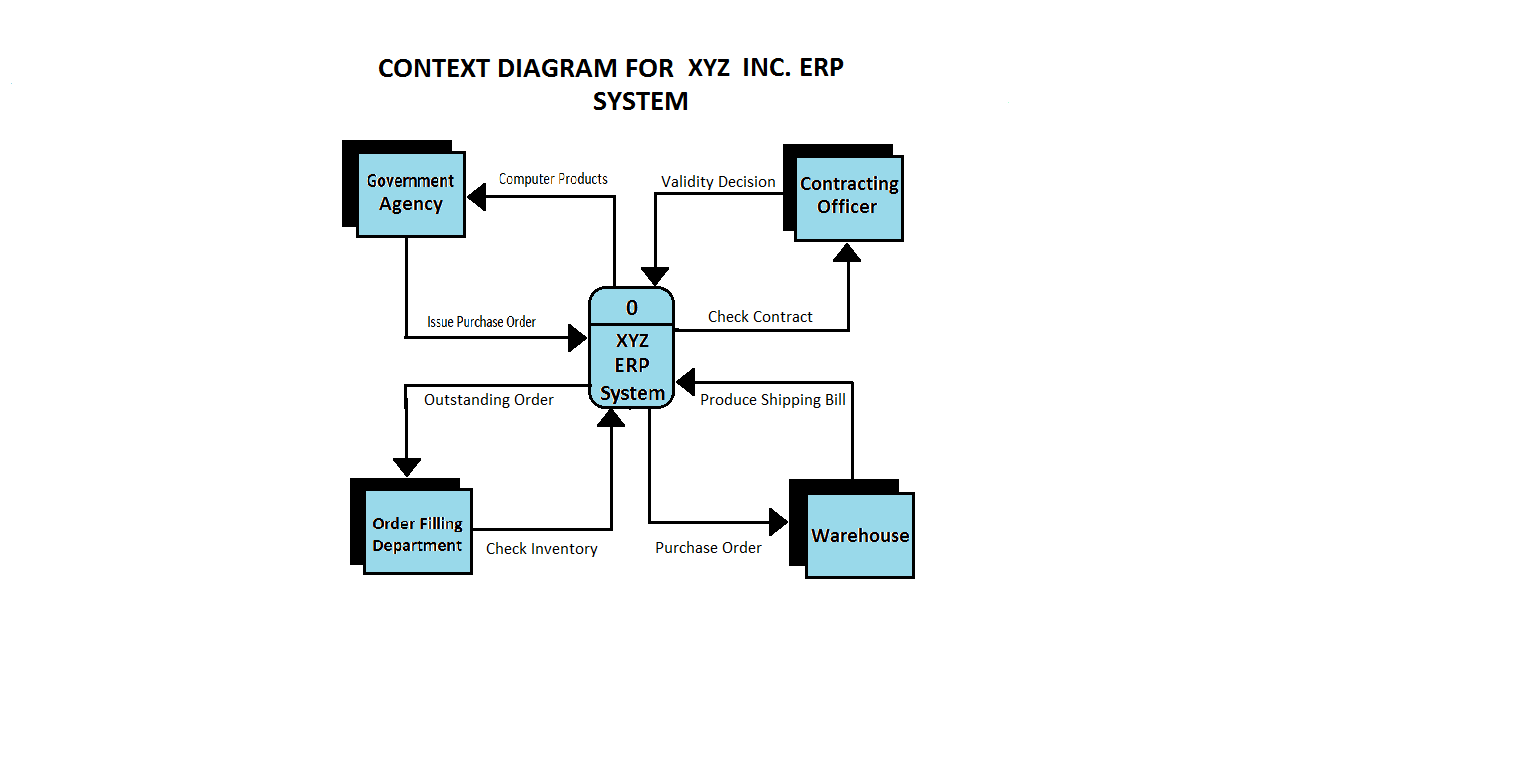 CONTEXT DIAGRAM FOR XYZ INC. ERP
SYSTEM
Government
Agency
Computer Products
Validity Decision
Contracting
Officer
Issue Purchase Order
0
XYZ
ERP
System
Check Contract
Outstanding Order
Produce Shipping Bill
Order Filling
Department
Check Inventory
Purchase Order
Warehouse